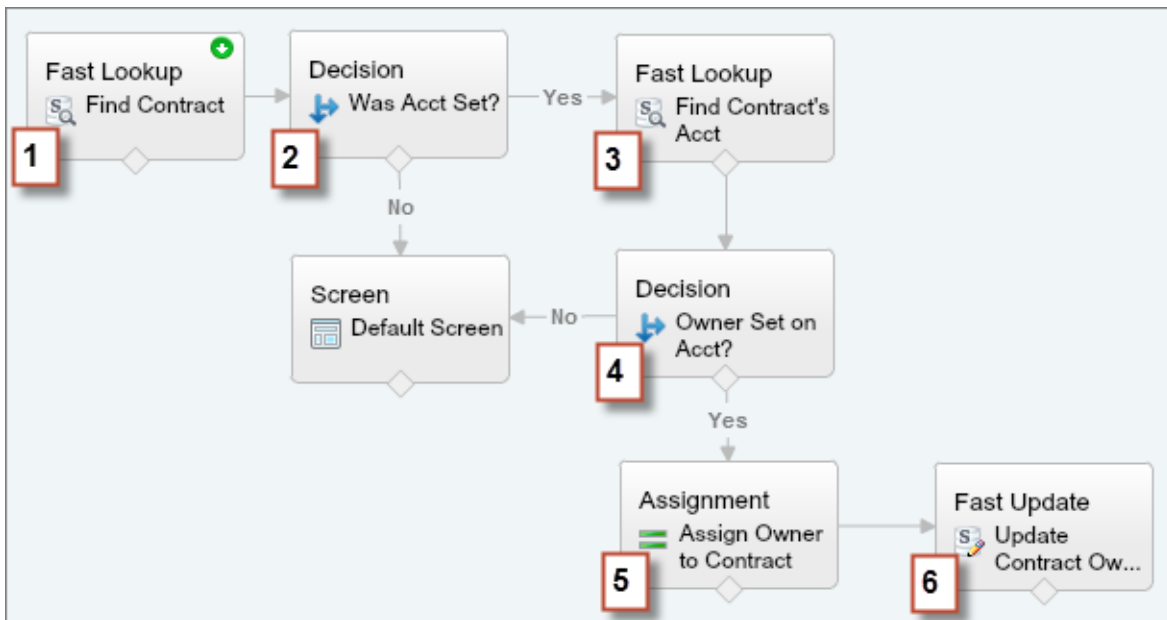 Fast Lookup
Find Contract
1
Decision
Was Acct Set?
2
Yes
Fast Lookup
Find Contract's
Acct
3
No
Screen
Default Screen
No
Decision
Owner Set on
Acct?
4
Yes
Assignment
Assign Owner
to Contract
5
Fast Update
Update
Contract Ow...
6